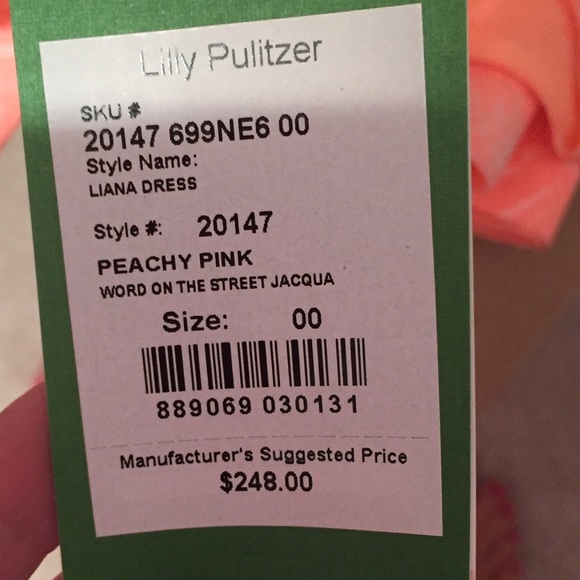 Lilly Pulitzer
SKU #
20147 699NE6 00
Style Name:
LIANA DRESS
Style #: 20147
PEACHY PINK
WORD ON THE STREET JACQUA
Size: 00
889069 030131
Manufacturer's Suggested Price
$248.00